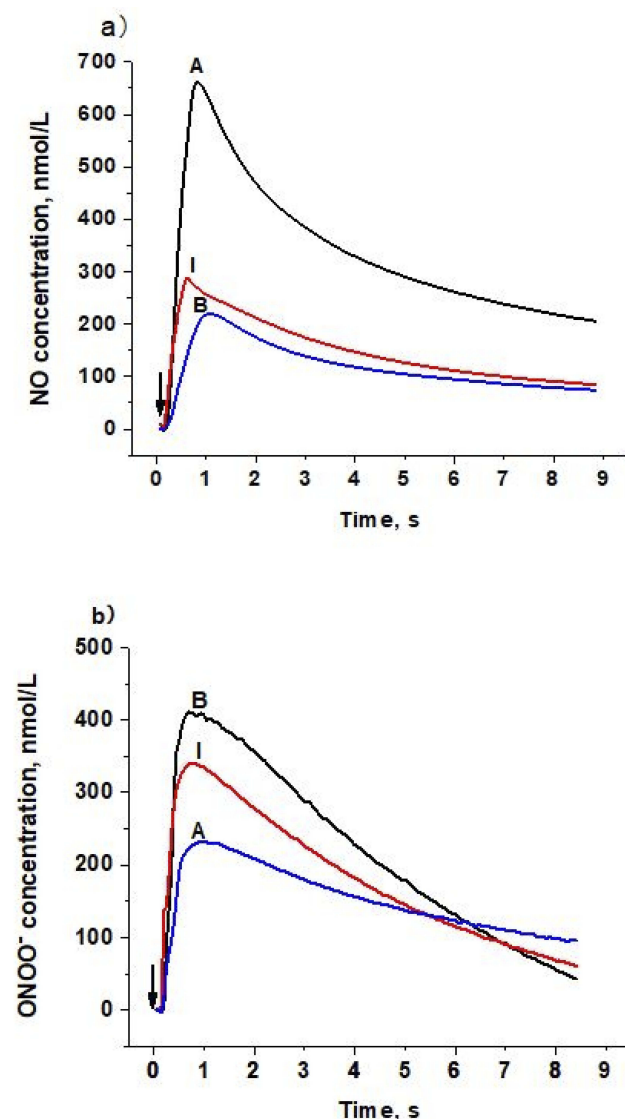 a)
700
600
500
400
300
200
100
0
NO concentration, nmol/L
A
I
B
0 1 2 3 4 5 6 7 8 9
Time, s
b)
500
400
300
200
100
0
ONOO⁻ concentration, nmol/L
B
I
A
0 1 2 3 4 5 6 7 8 9
Time, s